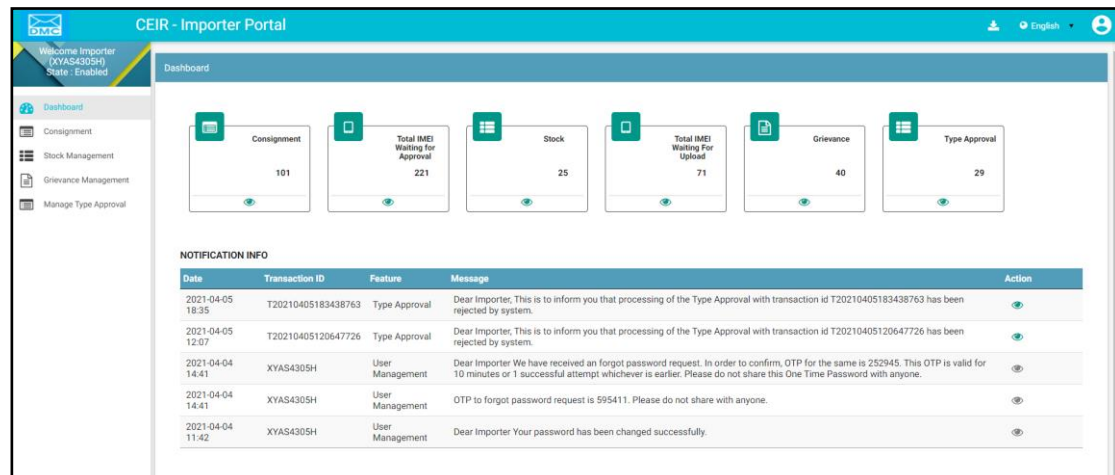 DMC
CEIR - Importer Portal
English
Welcome Importer
(XYAS4305H)
State : Enabled
Dashboard
Dashboard
Consignment
Stock Management
Grievance Management
Manage Type Approval
Consignment
101
Total IMEI
Waiting for
Approval
221
Stock
25
Total IMEI
Waiting For
Upload
71
Grievance
40
Type Approval
29
NOTIFICATION INFO
Date Transaction ID Feature Message Action
2021-04-05
18:35
T20210405183438763
Type Approval
Dear Importer, This is to inform you that processing of the Type Approval with transaction id T20210405183438763 has been
rejected by system.
2021-04-05
12:07
T20210405120647726
Type Approval
Dear Importer, This is to inform you that processing of the Type Approval with transaction id T20210405120647726 has been
rejected by system.
2021-04-04
14:41
XYAS4305H
User
Management
Dear Importer We have received an forgot password request. In order to confirm, OTP for the same is 252945. This OTP is valid for
10 minutes or 1 successful attempt whichever is earlier. Please do not share this One Time Password with anyone.
2021-04-04
14:41
XYAS4305H
User
Management
OTP to forgot password request is 595411. Please do not share with anyone.
2021-04-04
11:42
XYAS4305H
User
Management
Dear Importer Your password has been changed successfully.